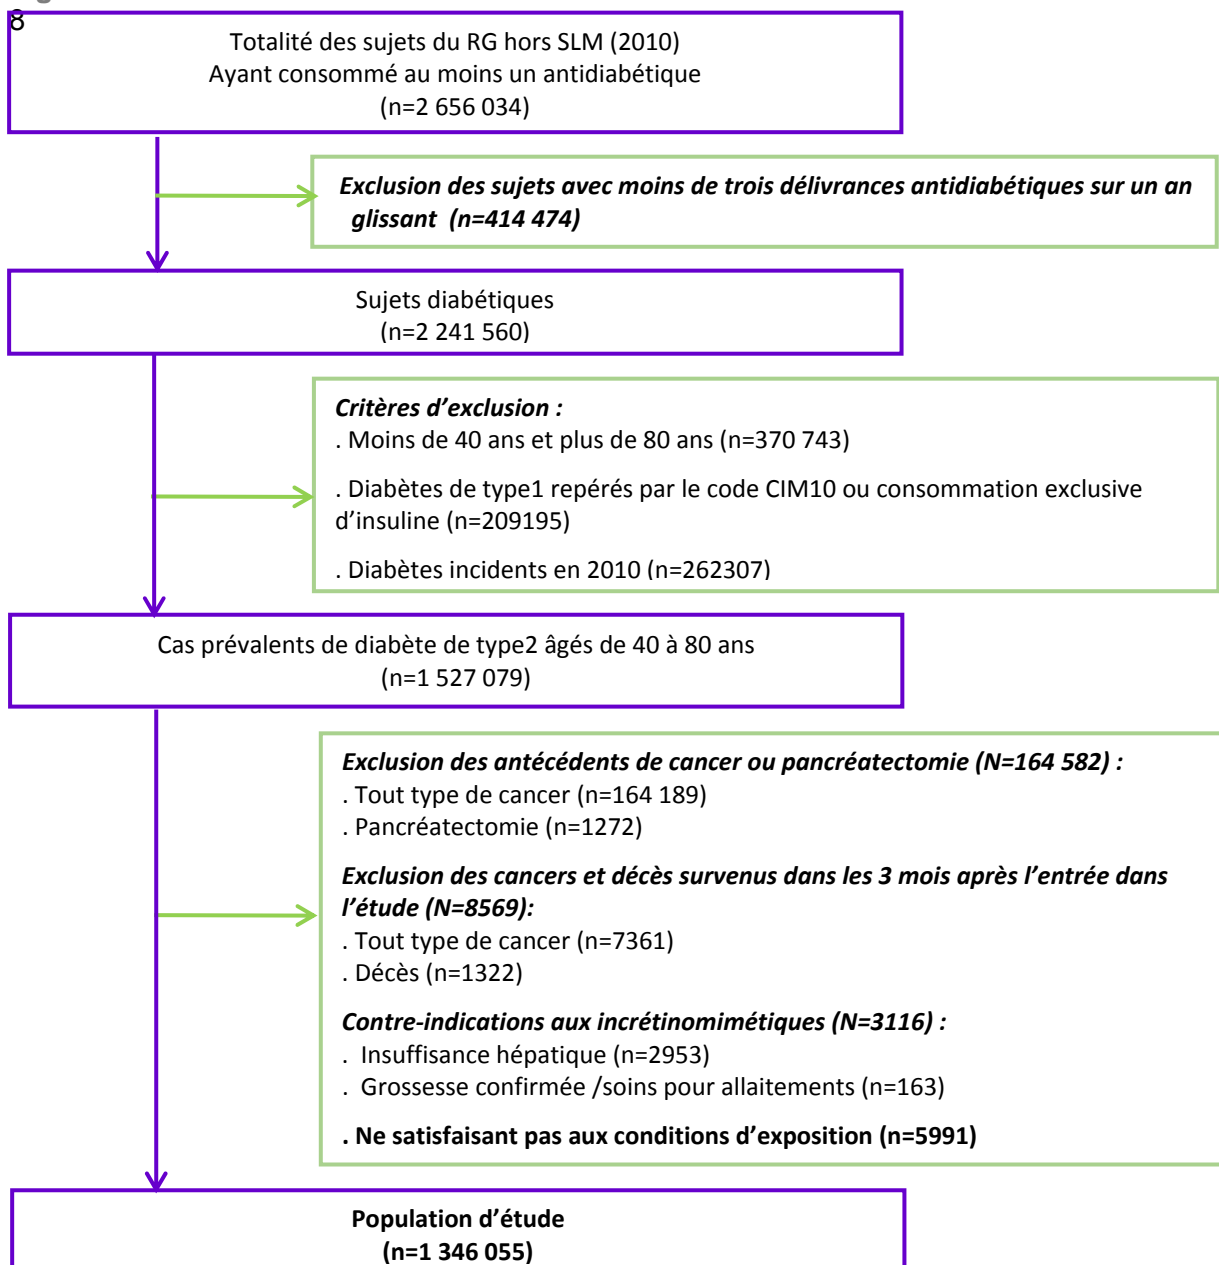 8
Totalité des sujets du RG hors SLM (2010)
Ayant consommé au moins un antidiabétique
(n=2 656 034)
Exclusion des sujets avec moins de trois délivrances antidiabétiques sur un an
glissant (n=414 474)
Sujets diabétiques
(n=2 241 560)
Critères d’exclusion :
. Moins de 40 ans et plus de 80 ans (n=370 743)
. Diabètes de type1 repérés par le code CIM10 ou consommation exclusive
d’insuline (n=209195)
. Diabètes incidents en 2010 (n=262307)
Cas prévalents de diabète de type2 âgés de 40 à 80 ans
(n=1 527 079)
Exclusion des antécédents de cancer ou pancréatectomie (N=164 582) :
. Tout type de cancer (n=164 189)
. Pancréatectomie (n=1272)
Exclusion des cancers et décès survenus dans les 3 mois après l’entrée dans
l’étude (N=8569):
. Tout type de cancer (n=7361)
. Décès (n=1322)
Contre-indications aux incrétinomimétiques (N=3116) :
. Insuffisance hépatique (n=2953)
. Grossesse confirmée /soins pour allaitements (n=163)
. Ne satisfaisant pas aux conditions d’exposition (n=5991)
Population d’étude
(n=1 346 055)